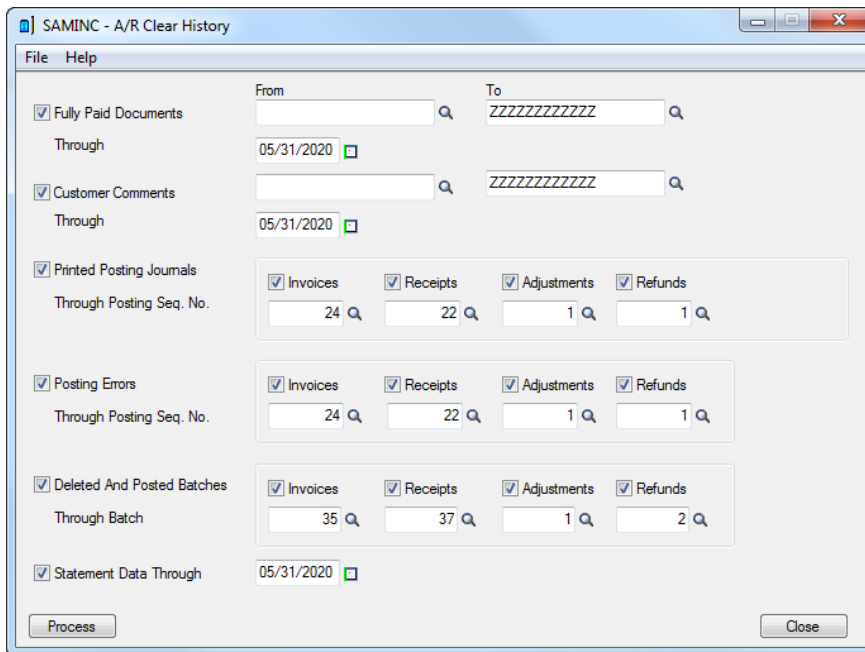 SAMINC - A/R Clear History
File Help
From To
Fully Paid Documents ZZZZZZZZZZZZ
Through 05/31/2020
Customer Comments ZZZZZZZZZZZZ
Through 05/31/2020
Printed Posting Journals Invoices Receipts Adjustments Refunds
Through Posting Seq. No. 24 22 1 1
Posting Errors Invoices Receipts Adjustments Refunds
Through Posting Seq. No. 24 22 1 1
Deleted And Posted Batches Invoices Receipts Adjustments Refunds
Through Batch 35 37 1 2
Statement Data Through 05/31/2020
Process Close